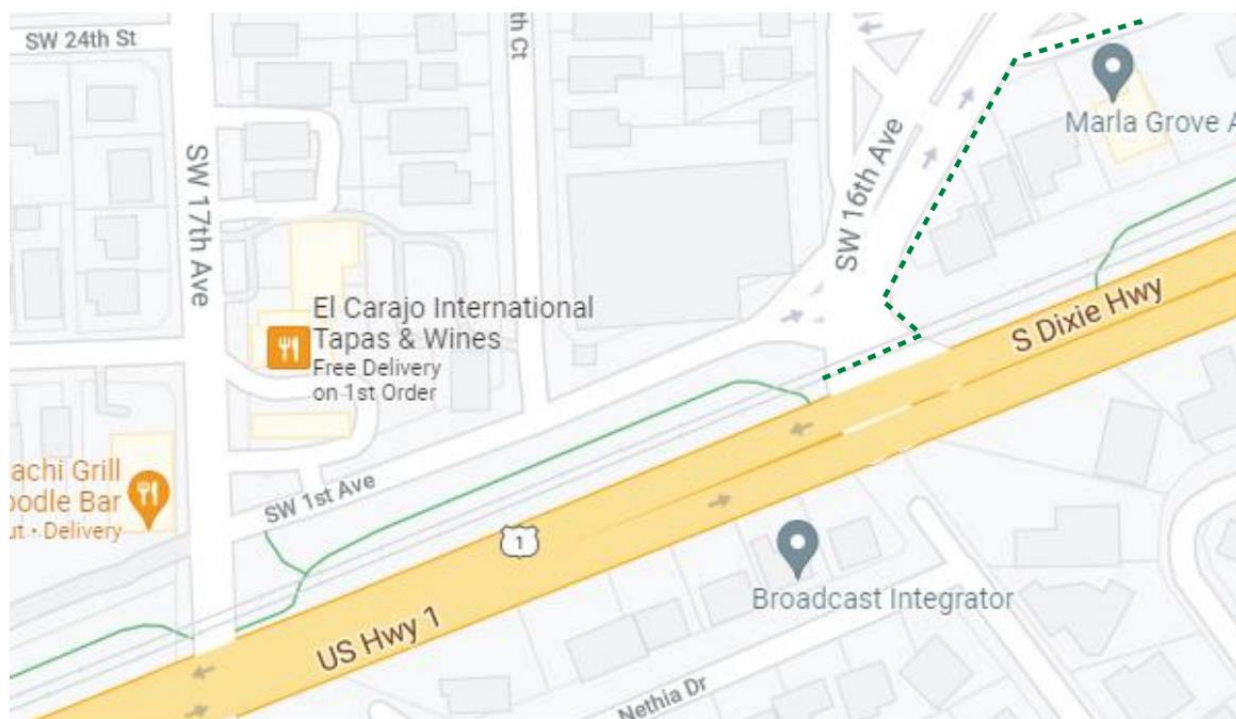 SW 24th St
th Ct
SW 17th Ave
SW 16th Ave
Marla Grove A
El Carajo International
Tapas & Wines
Free Delivery
on 1st Order
S Dixie Hwy
achi Grill
oodle Bar
ut · Delivery
SW 1st Ave
1
Broadcast Integrator
US Hwy 1
Nethia Dr